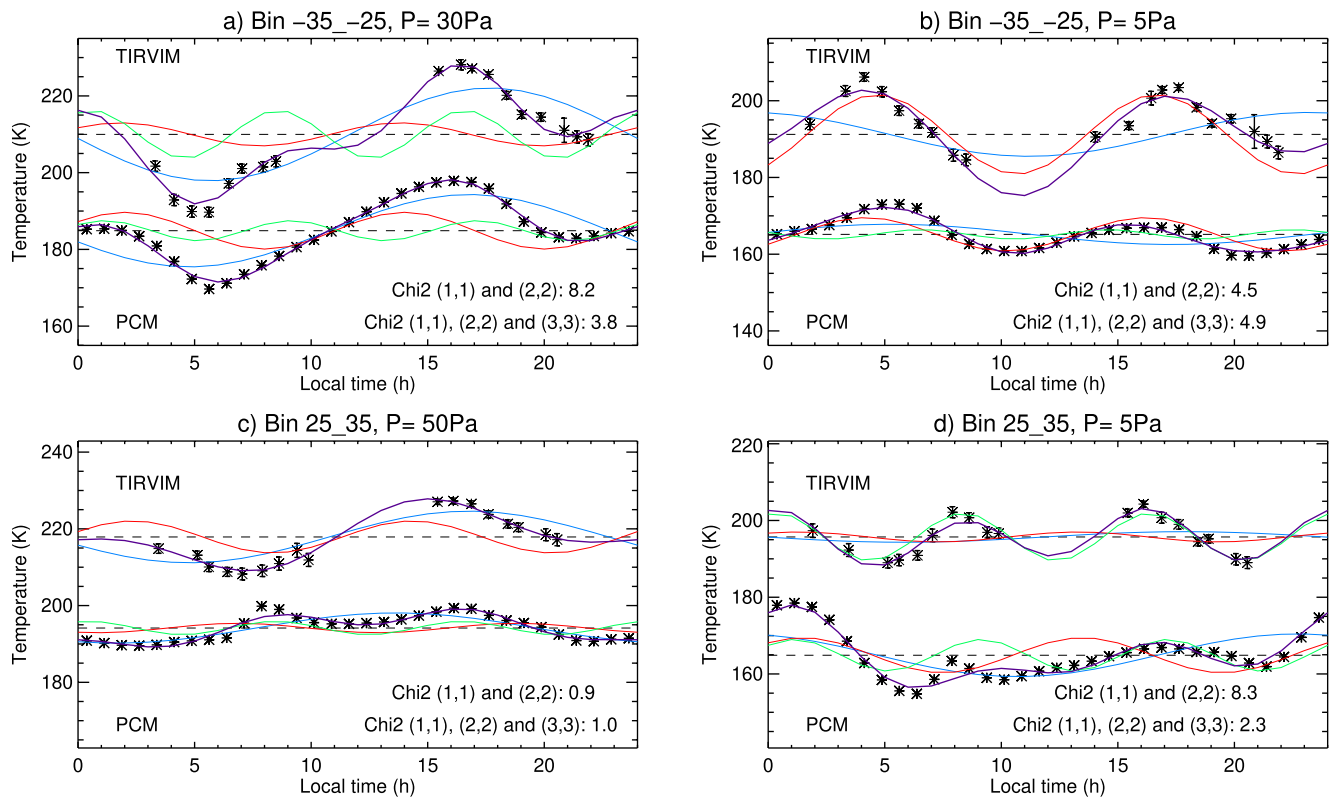 a) Bin −35_−25, P= 30Pa
TIRVIM
Temperature (K)
220
200
180
160
Chi2 (1,1) and (2,2): 8.2
PCM
Chi2 (1,1), (2,2) and (3,3): 3.8
0 5 10 15 20
Local time (h)
b) Bin −35_−25, P= 5Pa
TIRVIM
Temperature (K)
200
180
160
140
Chi2 (1,1) and (2,2): 4.5
PCM
Chi2 (1,1), (2,2) and (3,3): 4.9
0 5 10 15 20
Local time (h)
c) Bin 25_35, P= 50Pa
TIRVIM
Temperature (K)
240
220
200
180
Chi2 (1,1) and (2,2): 0.9
PCM
Chi2 (1,1), (2,2) and (3,3): 1.0
0 5 10 15 20
Local time (h)
d) Bin 25_35, P= 5Pa
TIRVIM
Temperature (K)
220
200
180
160
Chi2 (1,1) and (2,2): 8.3
PCM
Chi2 (1,1), (2,2) and (3,3): 2.3
0 5 10 15 20
Local time (h)